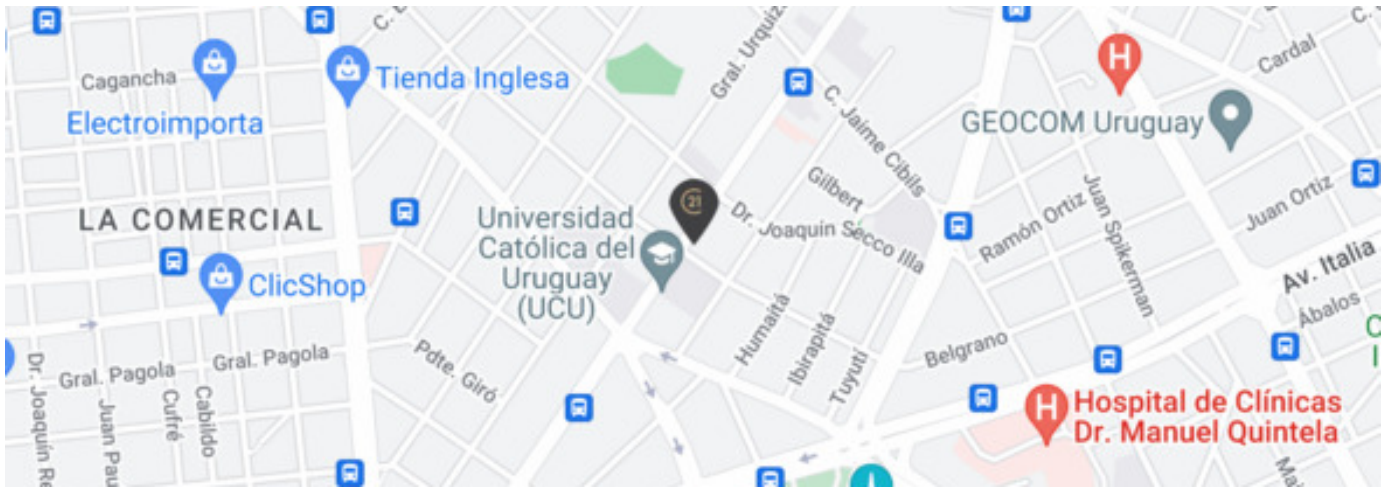 Cagancha
Electroimporta
Tienda Inglesa
Gral. Urquiza
C. Jaime Cibils
H
Cardal
GEOCOM Uruguay
LA COMERCIAL
ClicShop
Universidad
Católica del
Uruguay
(UCU)
21
Gilbert
Dr. Joaquín Secco Illa
Ramón Ortiz
Juan Spikerman
Juan Ortiz
Av. Italia
Ábalos
Gral. Pagola
Gral. Pagola
Pdte. Giró
Humaitá
Ibirapitá
Tuyutí
Belgrano
Cufré
Cabildo
H
Hospital de Clínicas
Dr. Manuel Quintela